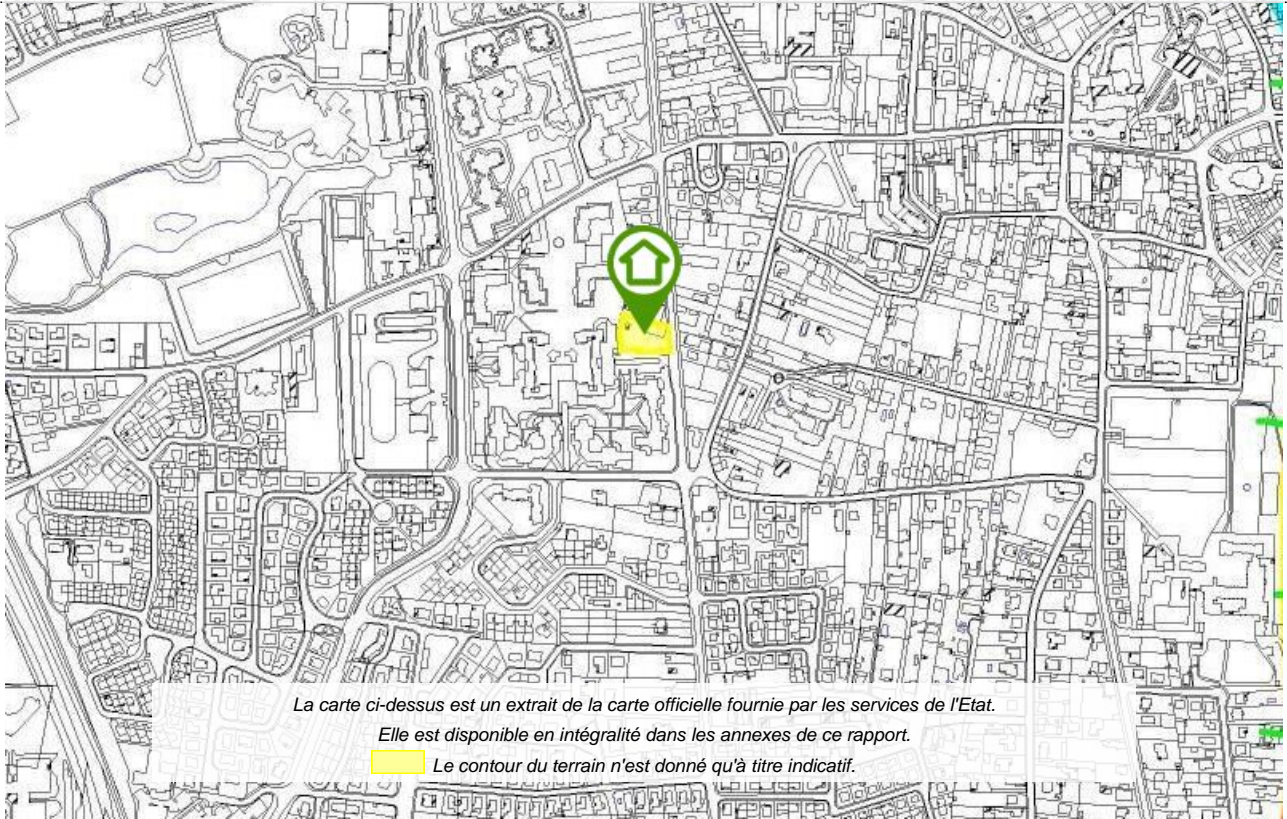 La carte ci-dessus est un extrait de la carte officielle fournie par les services de l'Etat.
Elle est disponible en intégralité dans les annexes de ce rapport.
Le contour du terrain n'est donné qu'à titre indicatif.